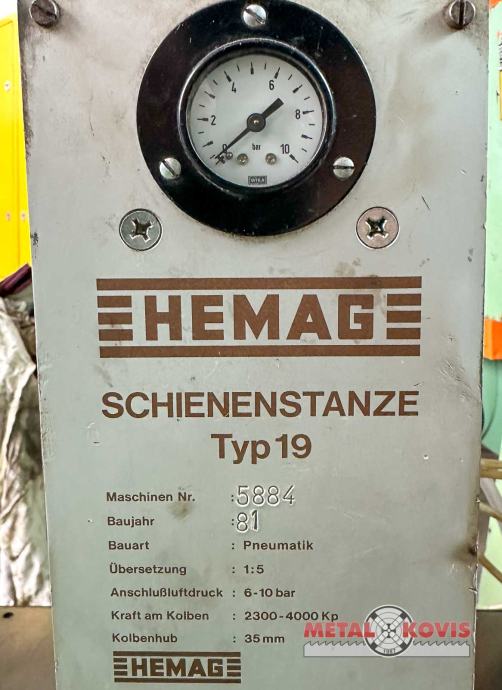 0 2 4 6 8 10
bar
WIKA
HEMAG
SCHIENENSTANZE
Typ 19
Maschinen Nr. :5884
Baujahr :81
Bauart : Pneumatik
Übersetzung : 1:5
Anschlußluftdruck : 6-10 bar
Kraft am Kolben : 2300-4000 Kp
Kolbenhub : 35 mm
HEMAG
METAL KOVIS